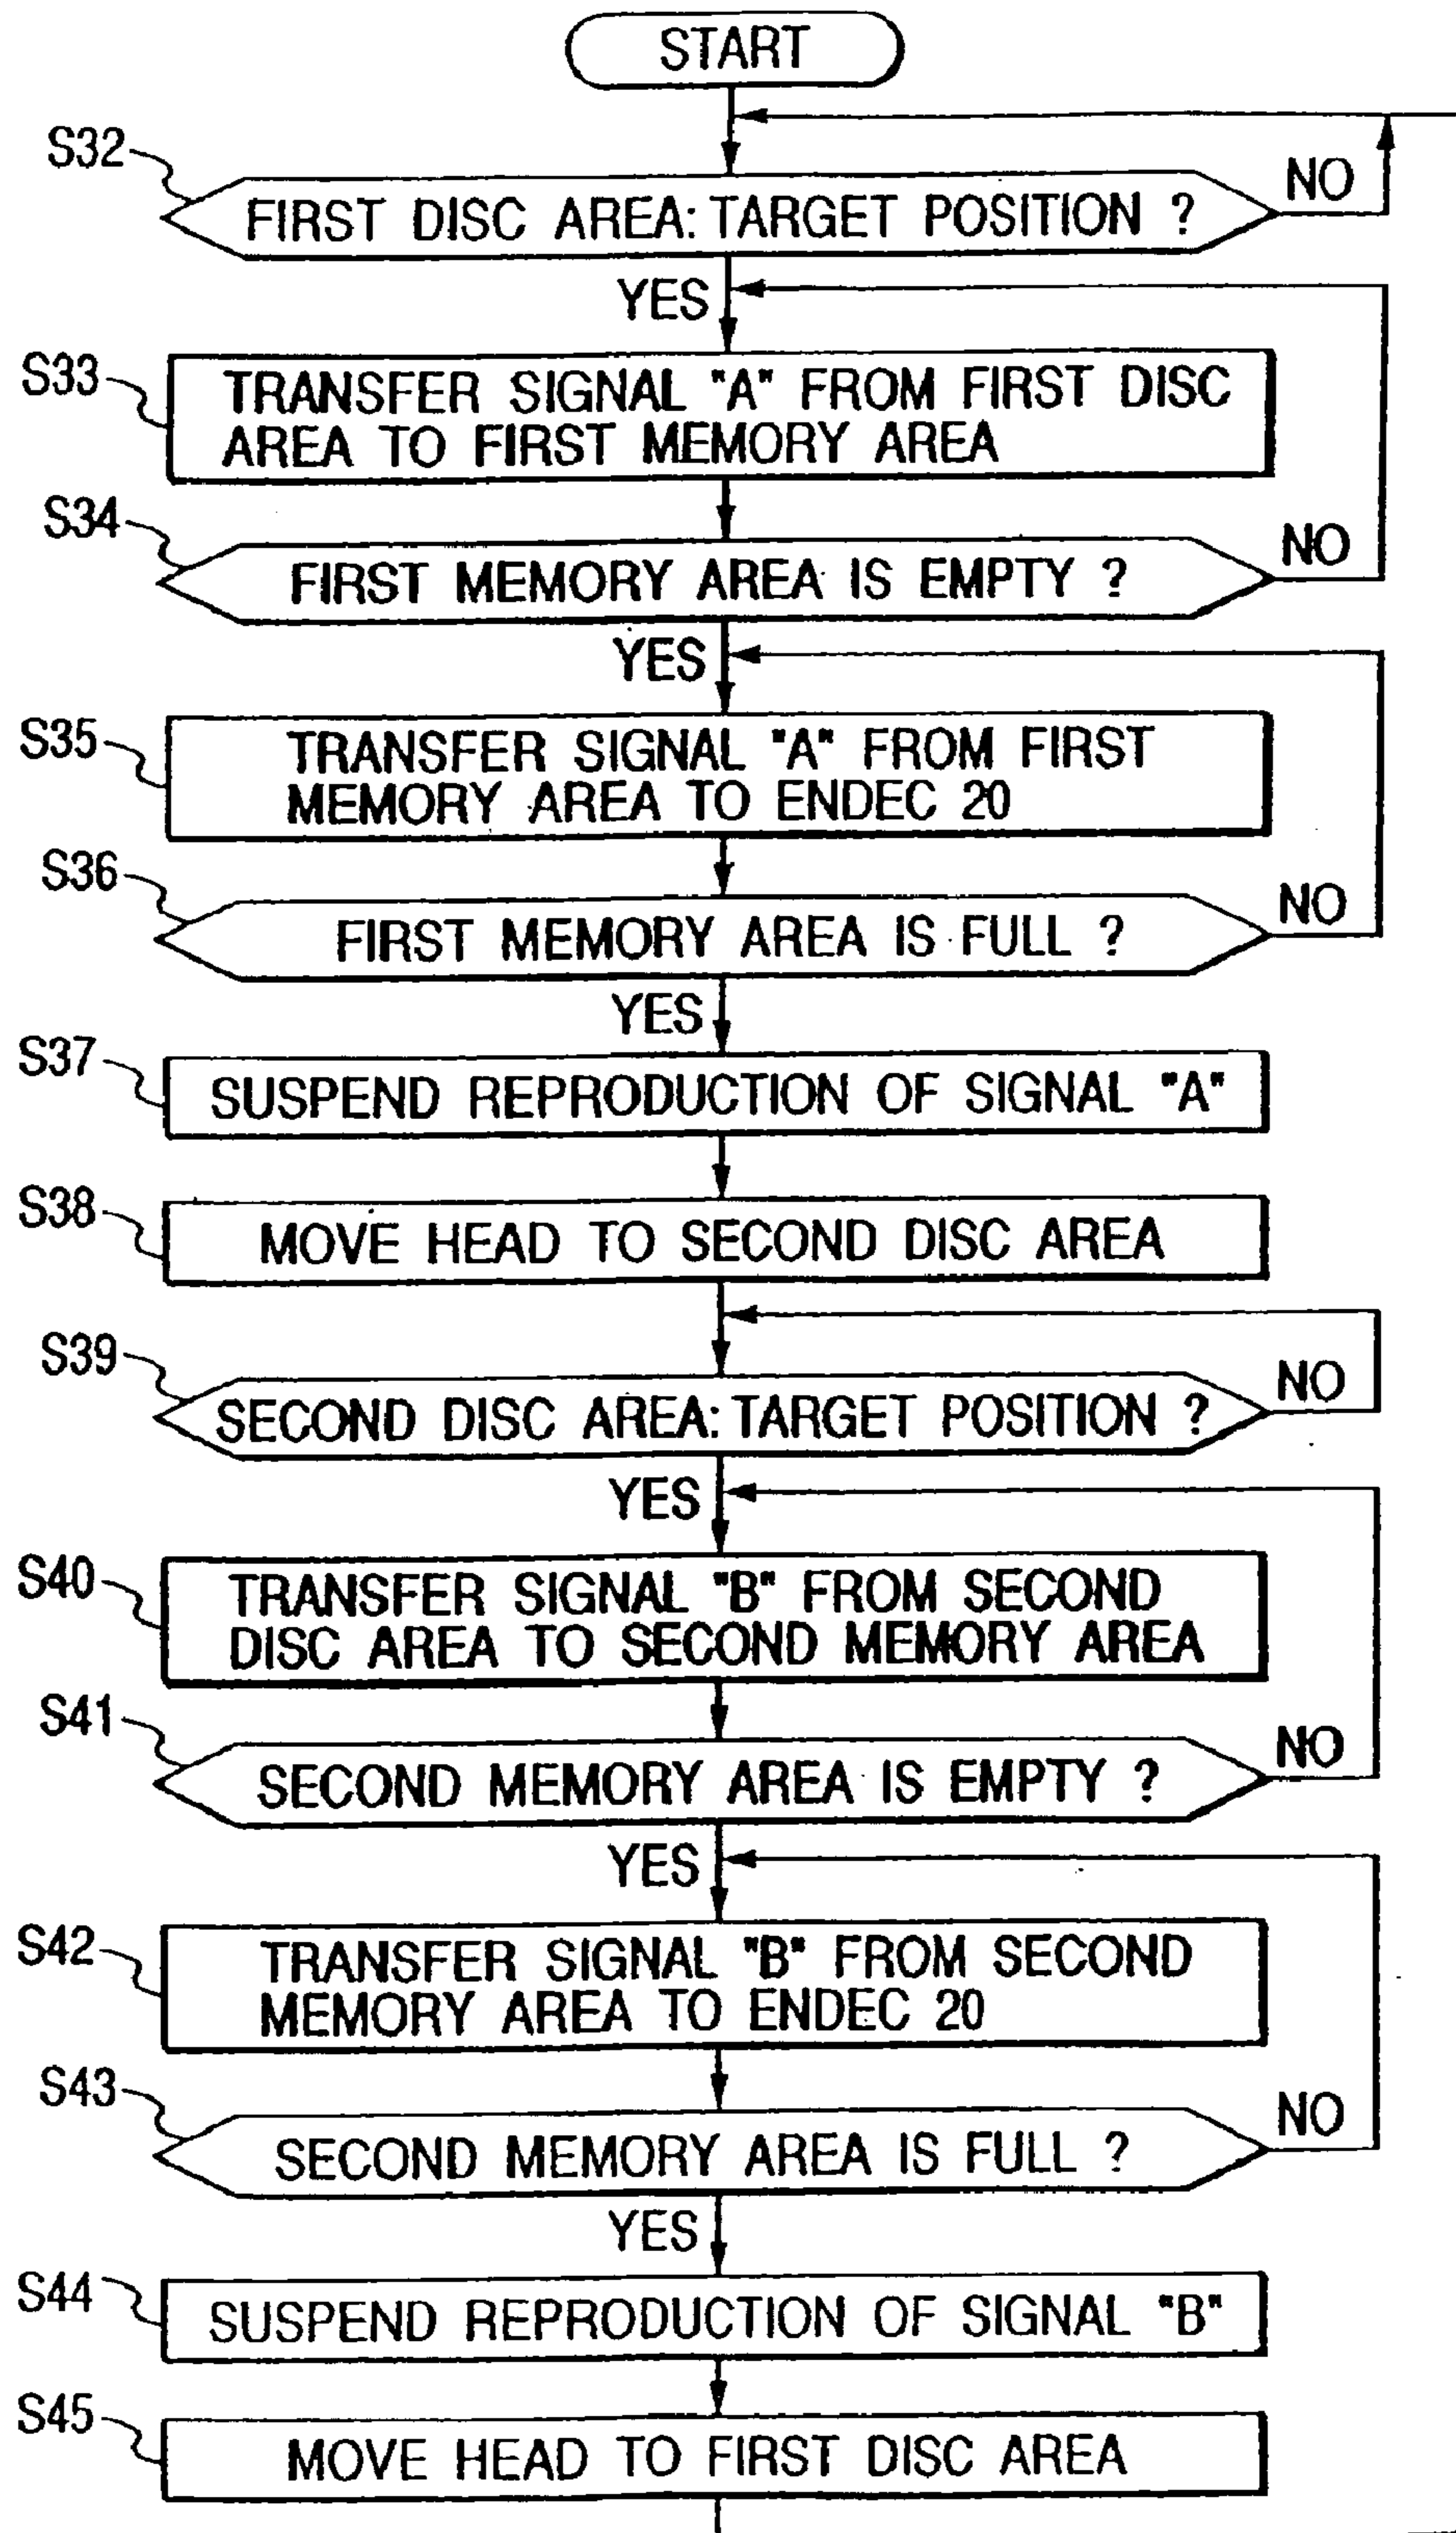 START
S32
FIRST DISC AREA: TARGET POSITION ?
NO
YES
S33
TRANSFER SIGNAL "A" FROM FIRST DISC
AREA TO FIRST MEMORY AREA
S34
FIRST MEMORY AREA IS EMPTY ?
NO
YES
S35
TRANSFER SIGNAL "A" FROM FIRST
MEMORY AREA TO ENDEC 20
S36
FIRST MEMORY AREA IS FULL ?
NO
YES
S37
SUSPEND REPRODUCTION OF SIGNAL "A"
S38
MOVE HEAD TO SECOND DISC AREA
S39
SECOND DISC AREA: TARGET POSITION ?
NO
YES
S40
TRANSFER SIGNAL "B" FROM SECOND
DISC AREA TO SECOND MEMORY AREA
S41
SECOND MEMORY AREA IS EMPTY ?
NO
YES
S42
TRANSFER SIGNAL "B" FROM SECOND
MEMORY AREA TO ENDEC 20
S43
SECOND MEMORY AREA IS FULL ?
NO
YES
S44
SUSPEND REPRODUCTION OF SIGNAL "B"
S45
MOVE HEAD TO FIRST DISC AREA